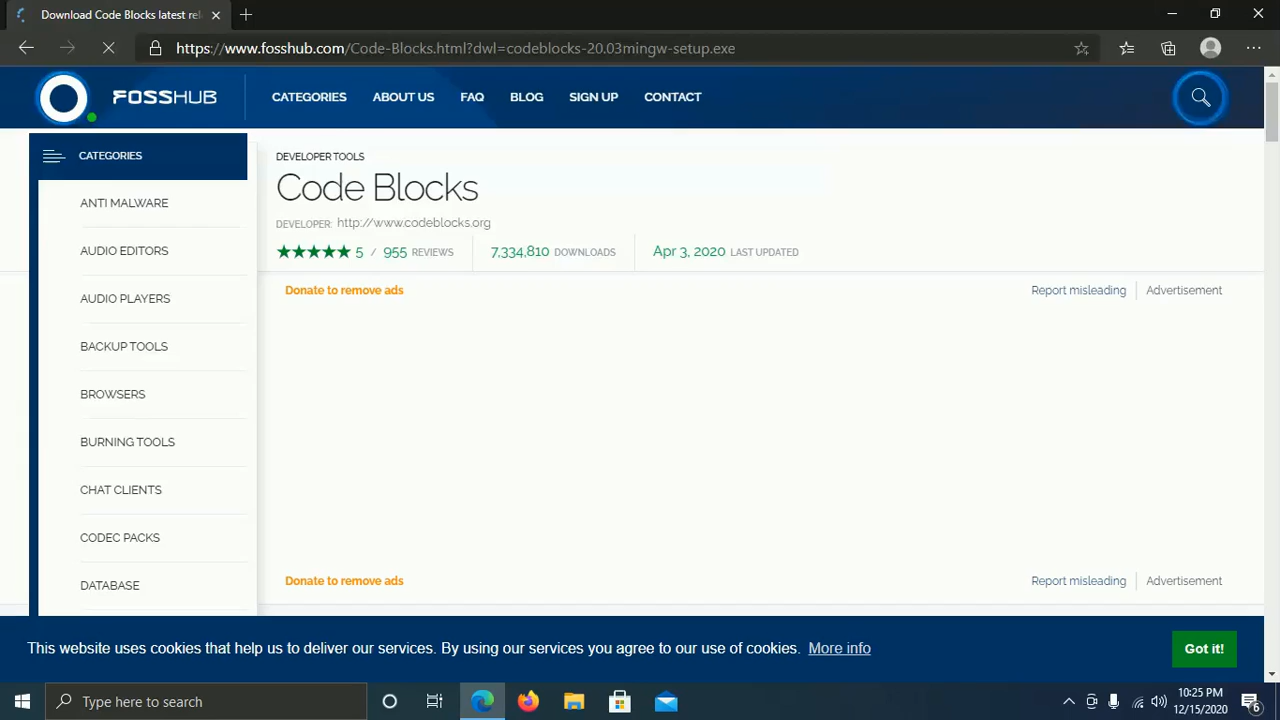 Download Code Blocks latest rel
https://www.fosshub.com/Code-Blocks.html?dwl=codeblocks-20.03mingw-setup.exe
FOSSHUB
CATEGORIES
ABOUT US
FAQ
BLOG
SIGN UP
CONTACT
CATEGORIES
ANTI MALWARE
AUDIO EDITORS
AUDIO PLAYERS
BACKUP TOOLS
BROWSERS
BURNING TOOLS
CHAT CLIENTS
CODEC PACKS
DATABASE
DEVELOPER TOOLS
Code Blocks
DEVELOPER: http://www.codeblocks.org
5 / 955 REVIEWS
7,334,810 DOWNLOADS
Apr 3, 2020 LAST UPDATED
Donate to remove ads
Report misleading
Advertisement
Donate to remove ads
Report misleading
Advertisement
This website uses cookies that help us to deliver our services. By using our services you agree to our use of cookies. More info
Got it!
Type here to search
10:25 PM
12/15/2020
6